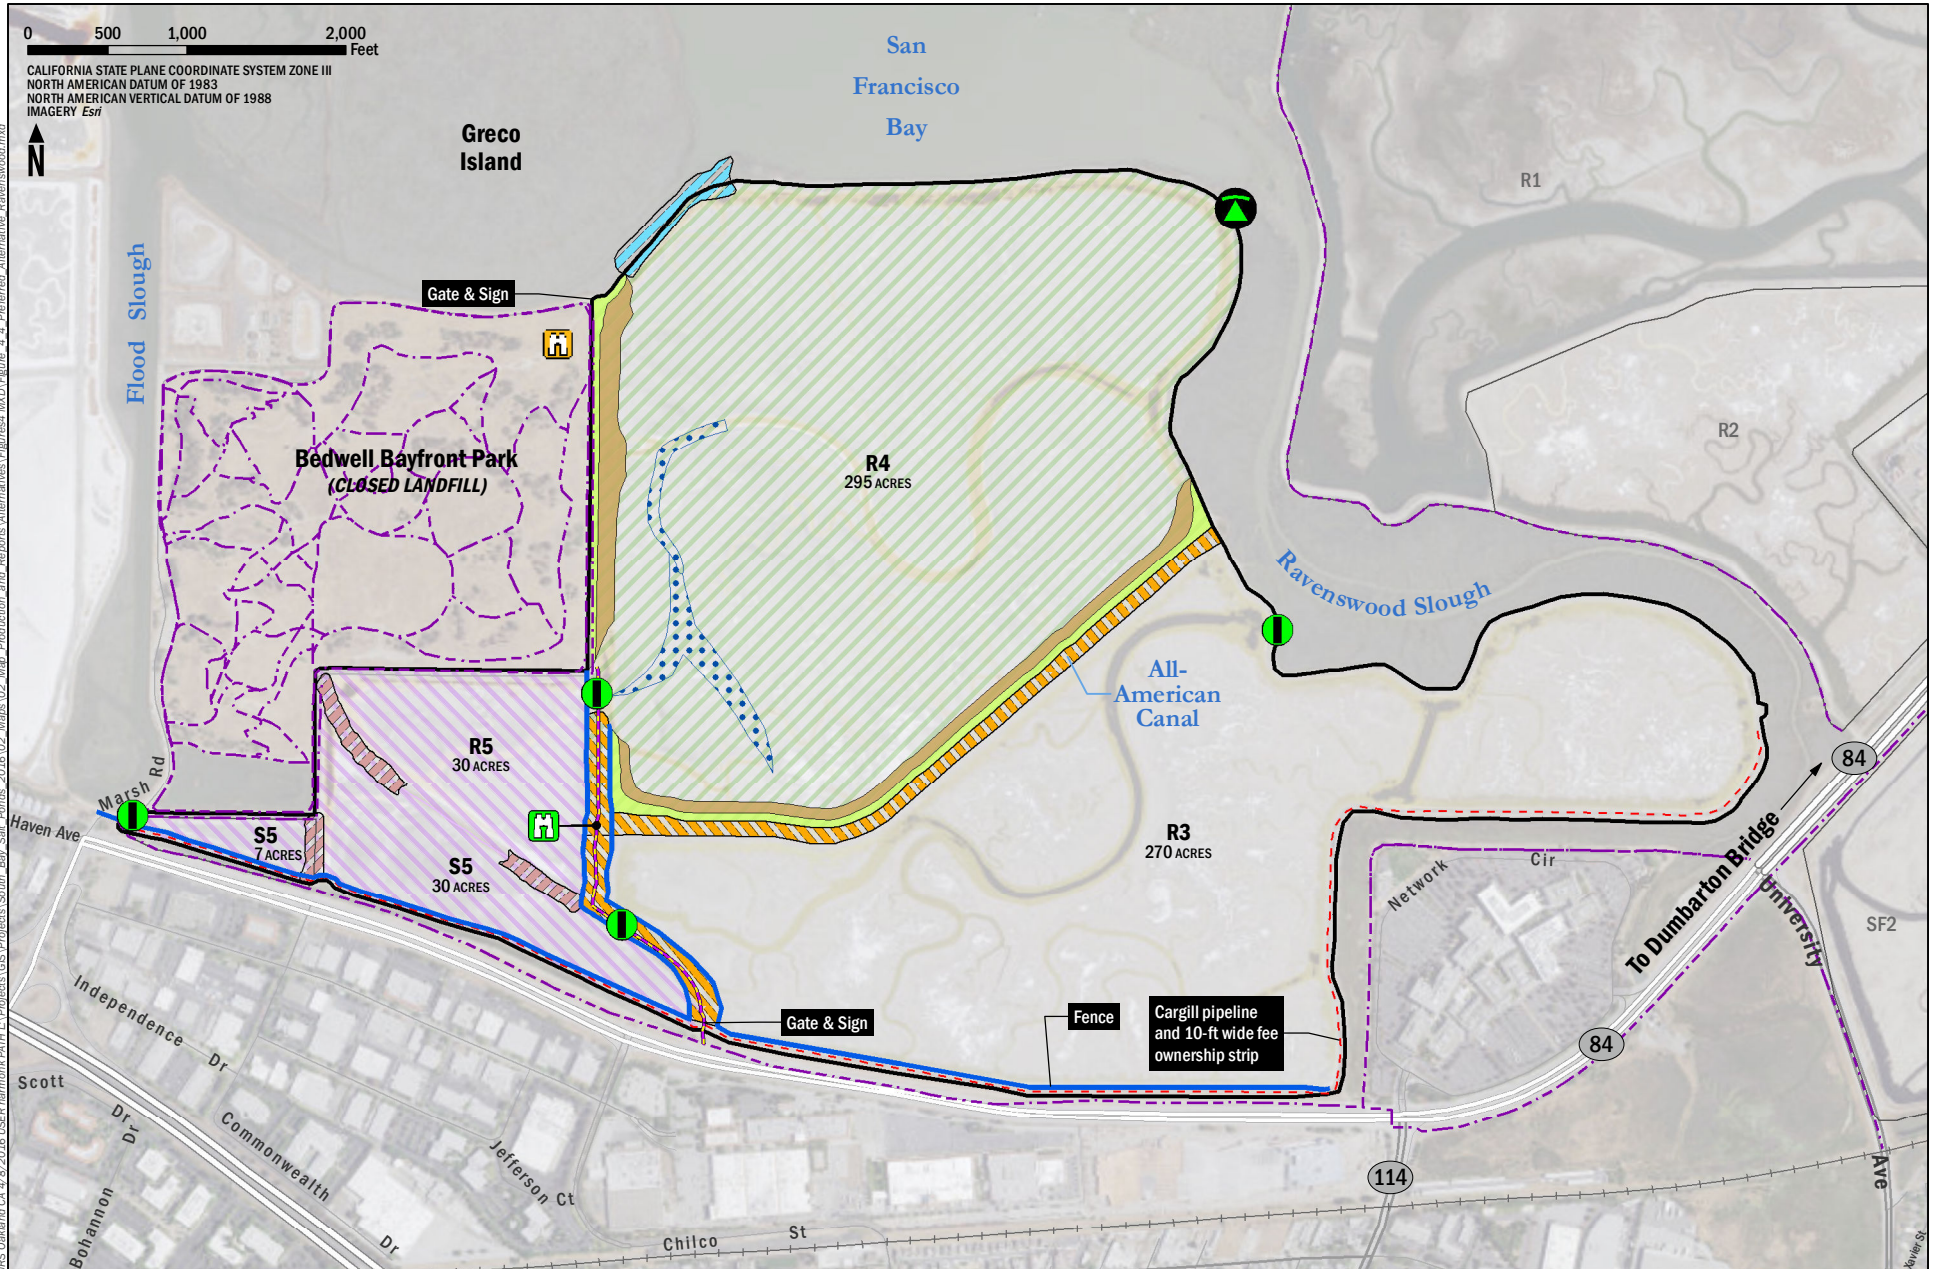 0 500 1,000 2,000
Feet
CALIFORNIA STATE PLANE COORDINATE SYSTEM ZONE III
NORTH AMERICAN DATUM OF 1983
NORTH AMERICAN VERTICAL DATUM OF 1988
IMAGERY Esri
N
San
Francisco
Bay
Greco
Island
R1
Flood Slough
Gate & Sign
R2
Bedwell Bayfront Park
(CLOSED LANDFILL)
R4
295 ACRES
Ravenswood Slough
All-
American
Canal
R5
30 ACRES
Marsh Rd
Haven Ave
S5
7 ACRES
S5
30 ACRES
R3
270 ACRES
84
To Dumbarton Bridge
Network
Cir
University
Ave
SF2
Gate & Sign
Fence
Cargill pipeline
and 10-ft wide fee
ownership strip
84
114
Independence Dr
Scott
Dr
Dr
Bohannon
Commonwealth
Dr
Jefferson
Ct
Chilco St
Xavier St